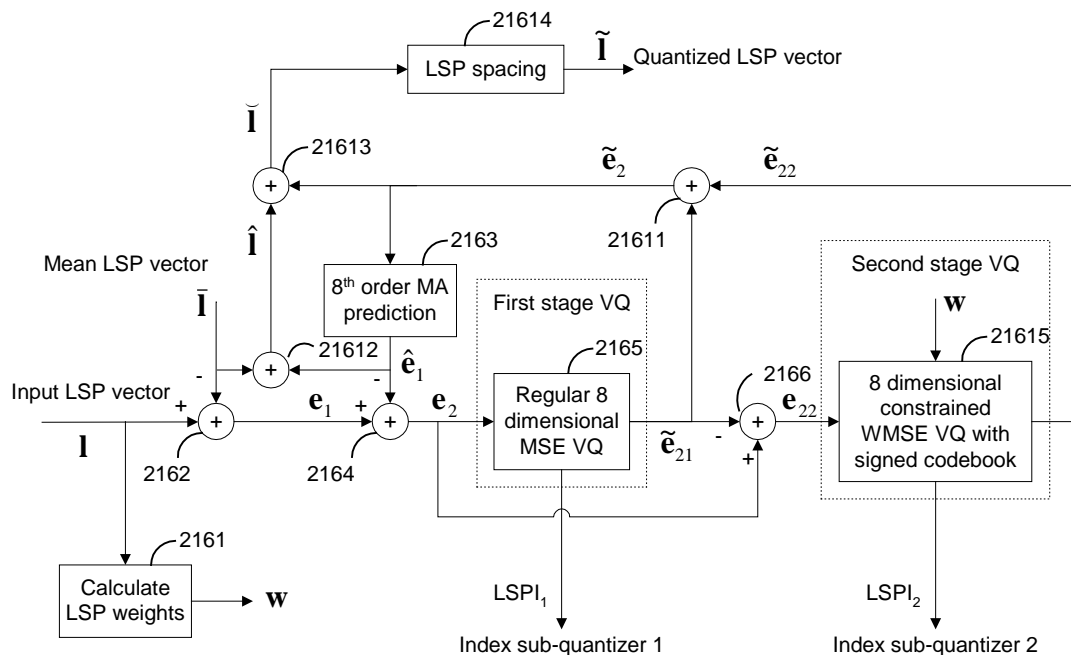 21614
LSP spacing
l̃
Quantized LSP vector
l̆
21613
+
ẽ₂
+
ẽ₂₂
21611
l̂
2163
Mean LSP vector
8th order MA
prediction
First stage VQ
Second stage VQ
l̄
w
21612
ê₁
2165
21615
+
-
-
Input LSP vector
Regular 8
dimensional
MSE VQ
2166
8 dimensional
constrained
WMSE VQ with
signed codebook
+
+
e₁
+
+
e₂
+
e₂₂
l
-
ẽ₂₁
+
2162
2164
2161
Calculate
LSP weights
w
LSPI₁
LSPI₂
Index sub-quantizer 1
Index sub-quantizer 2